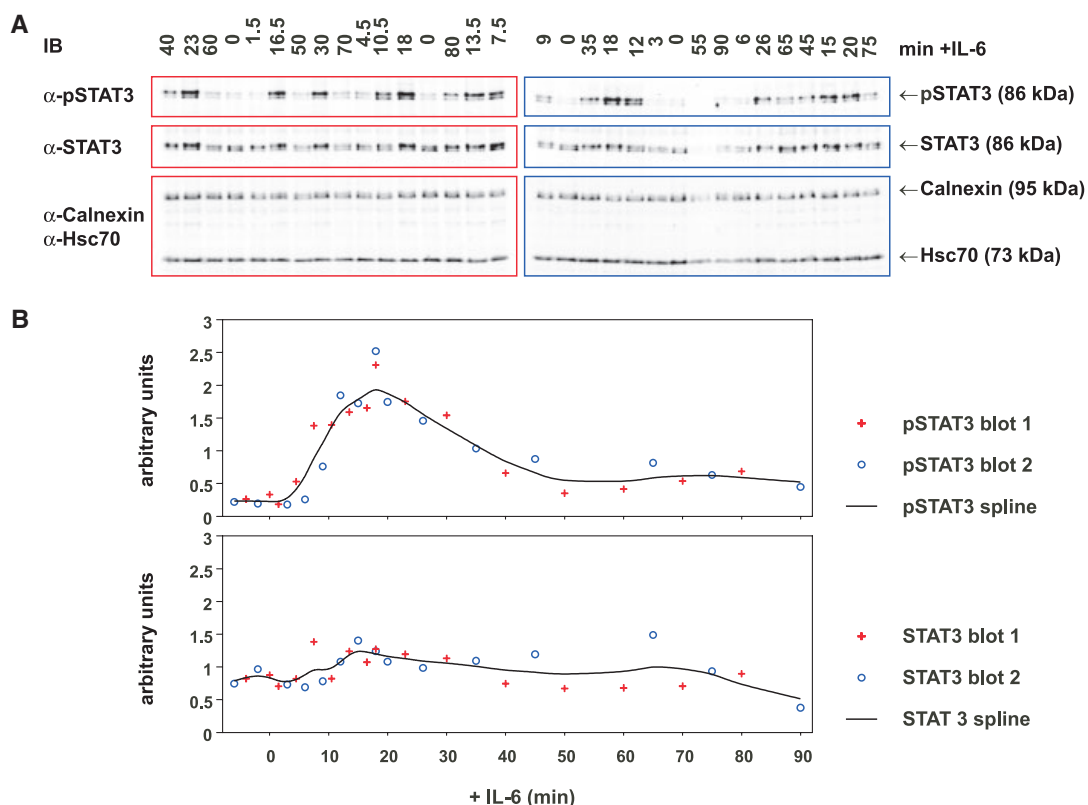 A
IB
40 23 60 0 1.5 16.5 50 30 70 4.5 10.5 18 0 80 13.5 7.5
9 0 35 18 12 3 0 55 90 6 26 65 45 15 20 75
min +IL-6
α-pSTAT3
←pSTAT3 (86 kDa)
α-STAT3
←STAT3 (86 kDa)
α-Calnexin
α-Hsc70
←Calnexin (95 kDa)
←Hsc70 (73 kDa)
B
arbitrary units
3
2.5
2
1.5
1
0.5
0
pSTAT3 blot 1
pSTAT3 blot 2
pSTAT3 spline
arbitrary units
3
2.5
2
1.5
1
0.5
0
STAT3 blot 1
STAT3 blot 2
STAT 3 spline
0 10 20 30 40 50 60 70 80 90
+ IL-6 (min)